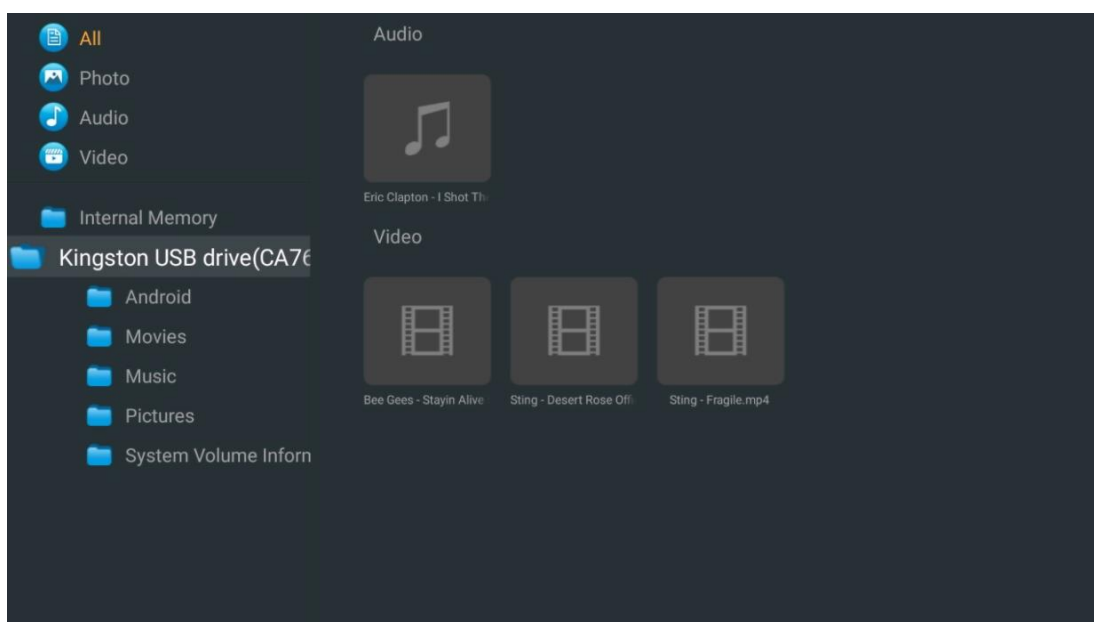 All
Photo
Audio
Video
Internal Memory
Kingston USB drive(CA76
Android
Movies
Music
Pictures
System Volume Inforn
Audio
Eric Clapton - I Shot Th
Video
Bee Gees - Stayin Alive
Sting - Desert Rose Off
Sting - Fragile.mp4